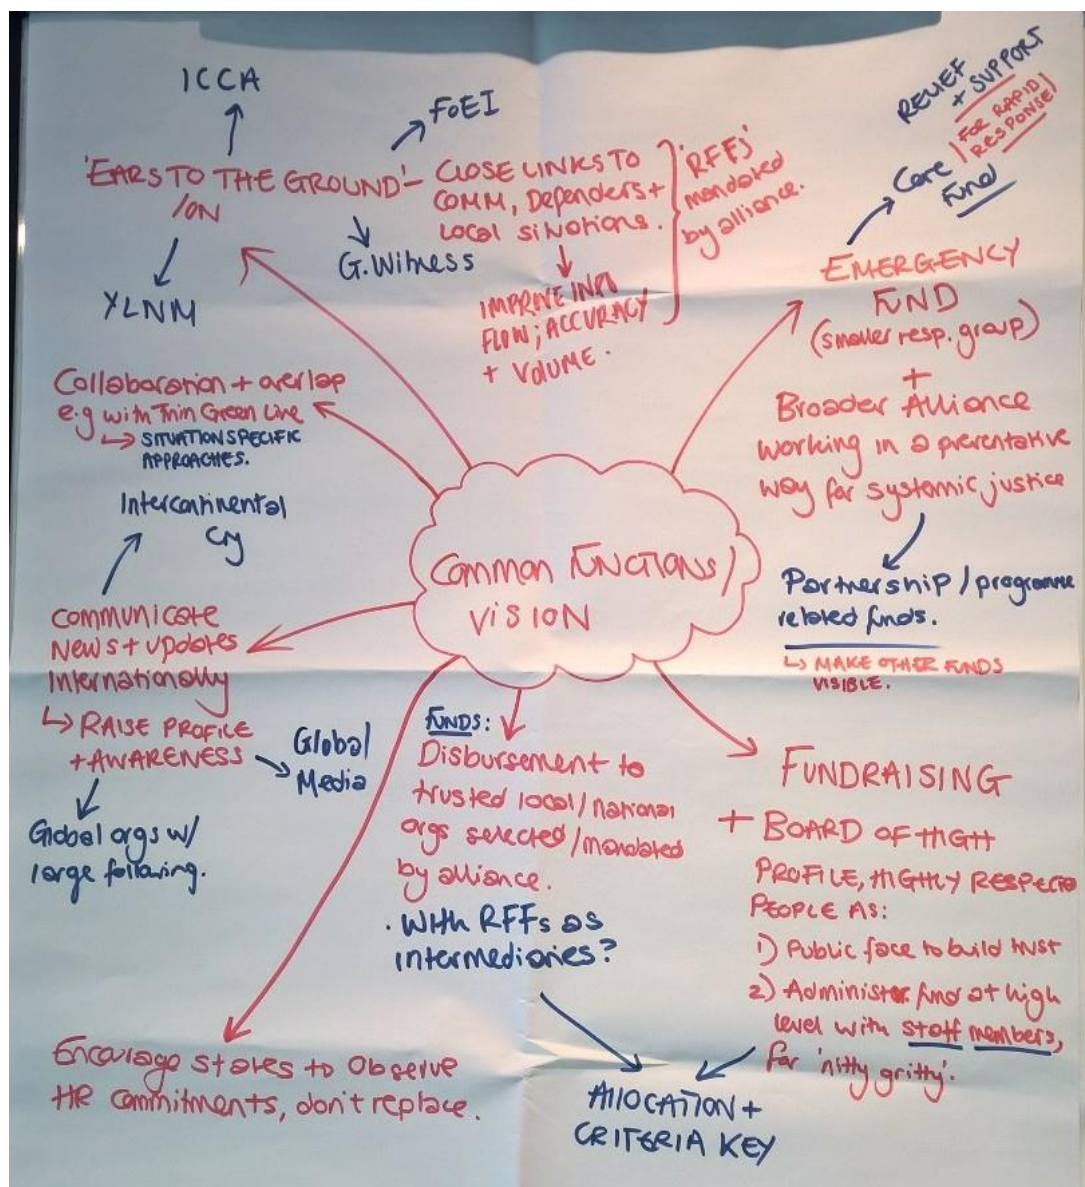 ICCA
FOEI
'EARS TO THE GROUND' –
/ON
CLOSE LINKS TO
COMM, Defenders +
Local situations.
'RFFs'
mandated
by alliance.
G. Witness
YLNM
IMPROVE INFO
FLOW; ACCURACY
+ VOLUME.
RELIEF
+ SUPPORT
(FOR RAPID
RESPONSE)
Core
Fund
EMERGENCY
FUND
(smaller resp. group)
+
Broader Alliance
working in a preventative
way for systemic justice
Partnership / programme
related funds.
↳ MAKE OTHER FUNDS
VISIBLE.
Collaboration + overlap
e.g with Thin Green Line
↳ SITUATION SPECIFIC
APPROACHES.
Intercontinental
Cry
Common Functions/
VISION
Communicate
News + updates
Internationally
↳ RAISE PROFILE
+ AWARENESS
Global
Media
Global orgs w/
large following.
FUNDS:
Disbursement to
trusted local/national
orgs selected/mandated
by alliance.
. With RFFs as
intermediaries?
FUNDRAISING
+ BOARD OF HIGH
PROFILE, HIGHLY RESPECTED
PEOPLE AS:
1) Public face to build trust
2) Administer fund at high
level with staff members,
for 'nitty gritty'.
Encourage states to observe
HR commitments, don't replace.
AllOCATION +
CRITERIA KEY